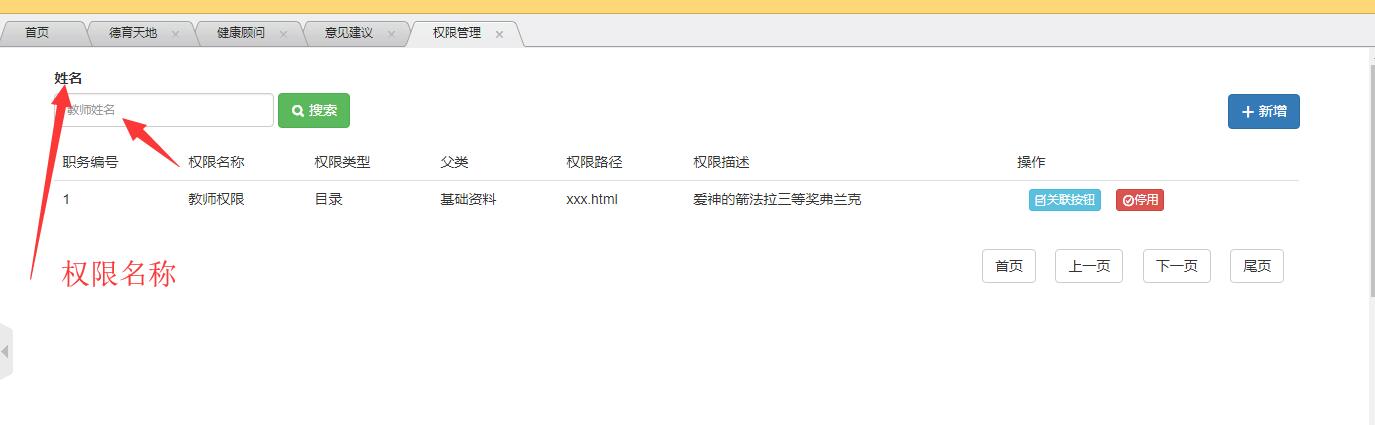 首页 德育天地 健康顾问 意见建议 权限管理
姓名
教师姓名 搜索 新增
职务编号 权限名称 权限类型 父类 权限路径 权限描述 操作
1 教师权限 目录 基础资料 xxx.html 爱神的箭法拉三等奖弗兰克 关联按钮 停用
首页 上一页 下一页 尾页
权限名称